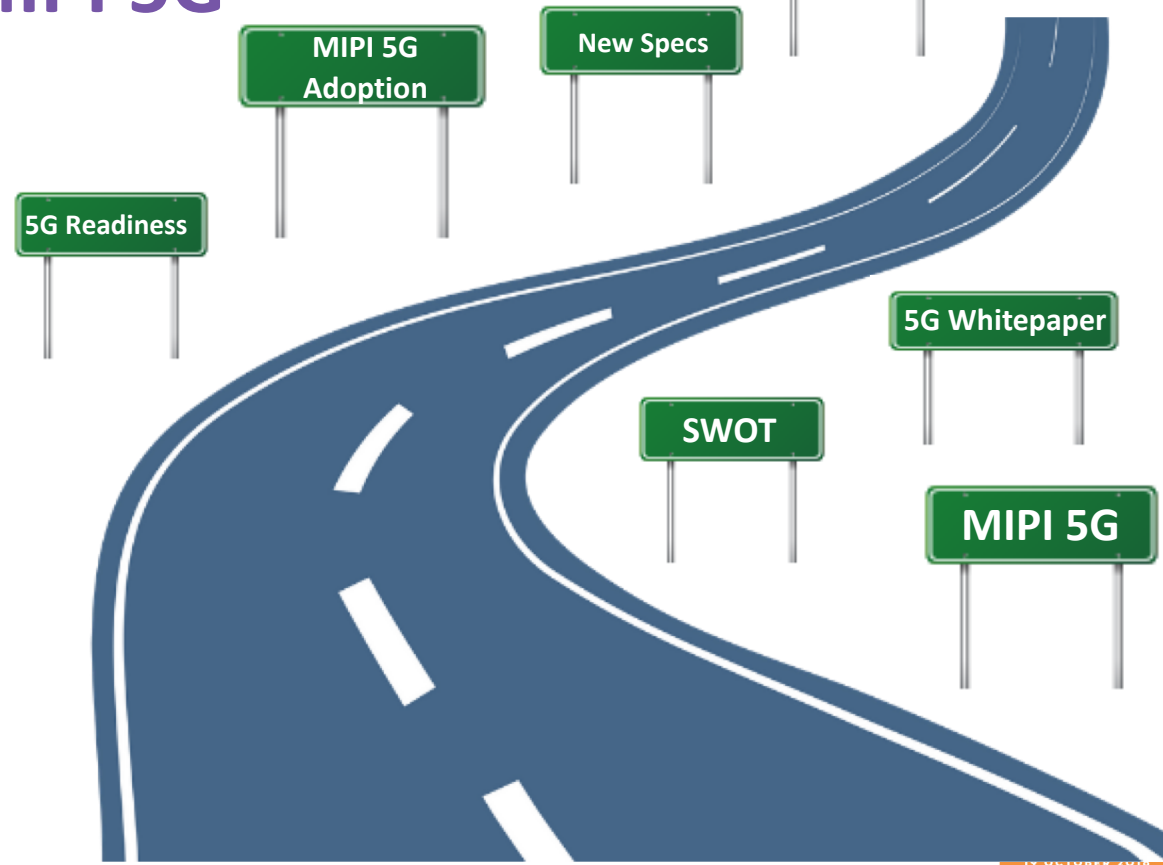 MIPI 5G
Adoption
New Specs
5G Readiness
5G Whitepaper
SWOT
MIPI 5G